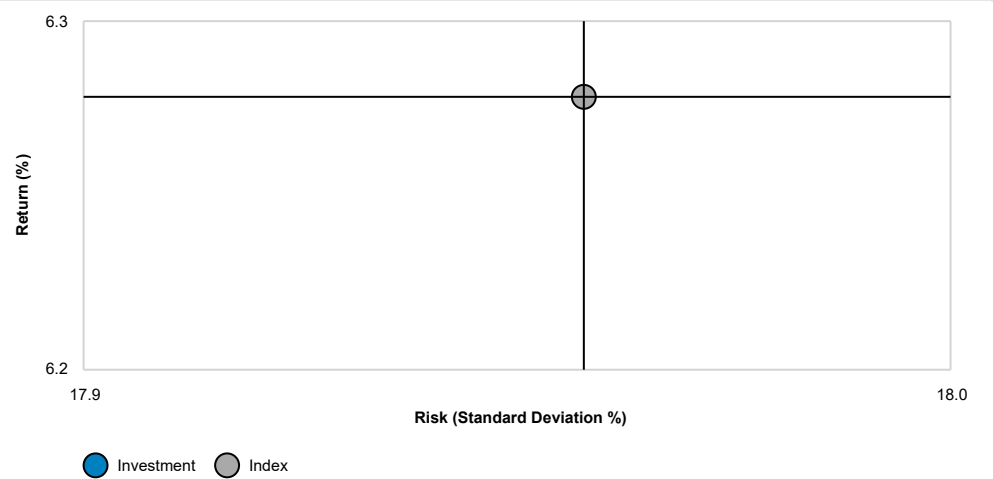 6.3
Return (%)
6.2
17.9
18.0
Risk (Standard Deviation %)
Investment
Index